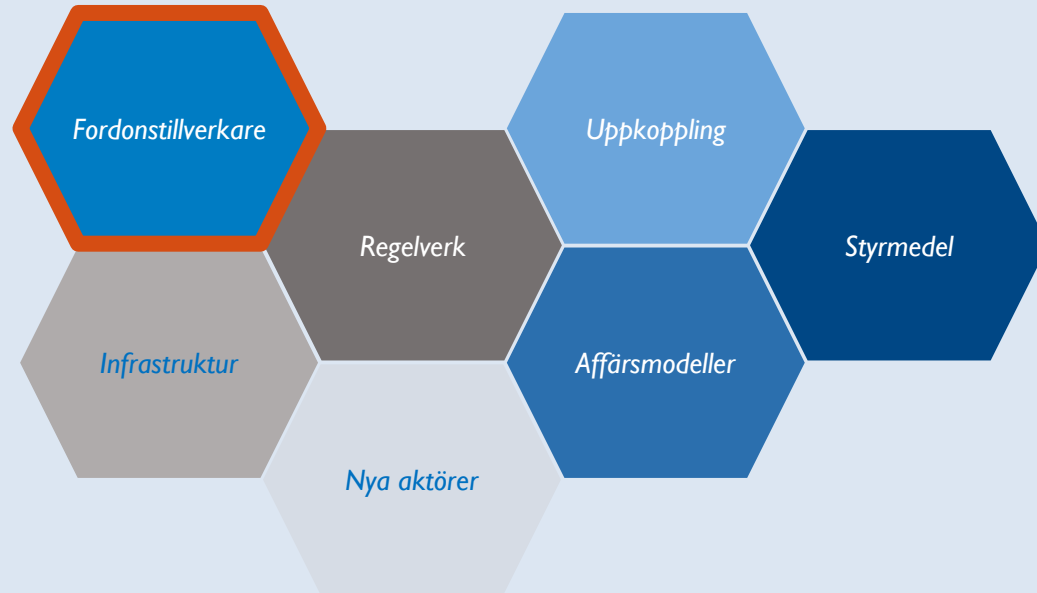 Fordonstillverkare
Uppkoppling
Regelverk
Styrmedel
Infrastruktur
Affärsmodeller
Nya aktörer